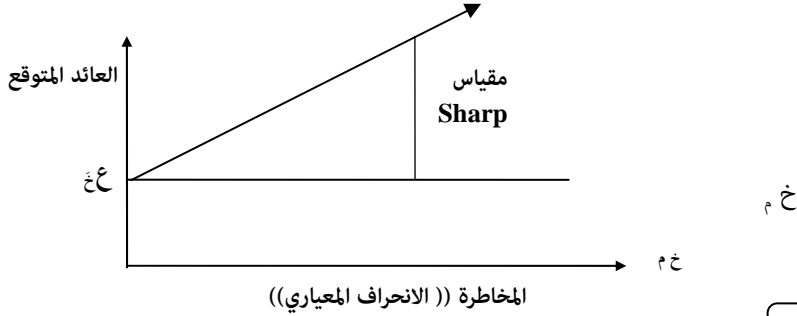 العائد المتوقع
مقياس
Sharp
عخَ
خ م
خ م
المخاطرة (( الانحراف المعياري))